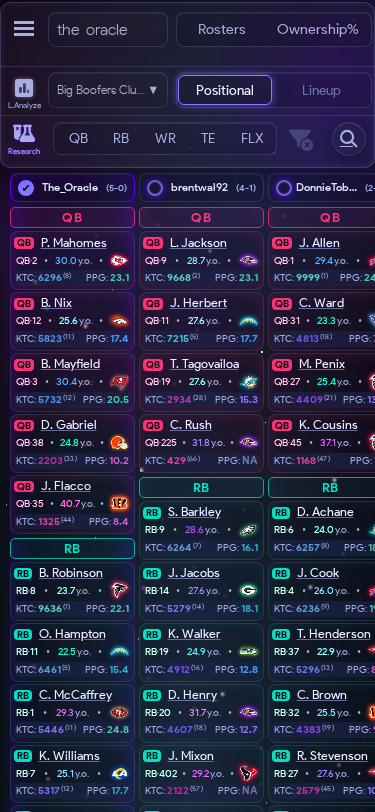 the oracle
Rosters
Ownership%
L.Analyze
Big Boofers Clu... ▼
Positional
Lineup
Research
QB RB WR TE FLX
The_Oracle (5-0)
QB
QB P. Mahomes
QB·2 • 30.0 y.o. •
KTC: 6296 (8) PPG: 23.1
QB B. Nix
QB·12 • 25.6 y.o. •
KTC: 5823 (11) PPG: 17.4
QB B. Mayfield
QB·3 • 30.4 y.o. •
KTC: 5732 (12) PPG: 20.5
QB D. Gabriel
QB·38 • 24.8 y.o. •
KTC: 2203 (33) PPG: 10.2
QB J. Flacco
QB·35 • 40.7 y.o. •
KTC: 1325 (44) PPG: 8.4
RB
RB B. Robinson
RB·8 • 23.7 y.o. •
KTC: 9636 (1) PPG: 22.1
RB O. Hampton
RB·11 • 22.5 y.o. •
KTC: 6461 (5) PPG: 15.4
RB C. McCaffrey
RB·1 • 29.3 y.o. •
KTC: 5446 (11) PPG: 24.8
RB K. Williams
RB·7 • 25.1 y.o. •
KTC: 5317 (12) PPG: 17.7
brentwal92 (4-1)
QB
QB L. Jackson
QB·9 • 28.7 y.o. •
KTC: 9668 (2) PPG: 23.1
QB J. Herbert
QB·11 • 27.6 y.o. •
KTC: 7215 (5) PPG: 17.7
QB T. Tagovailoa
QB·19 • 27.6 y.o. •
KTC: 2934 (28) PPG: 15.3
QB C. Rush
QB·225 • 31.8 y.o. •
KTC: 429 (66) PPG: NA
RB
RB S. Barkley
RB·9 • 28.6 y.o. •
KTC: 6264 (7) PPG: 16.1
RB J. Jacobs
RB·14 • 27.6 y.o. •
KTC: 5279 (14) PPG: 18.1
RB K. Walker
RB·19 • 24.9 y.o. •
KTC: 4912 (16) PPG: 12.8
RB D. Henry
RB·20 • 31.7 y.o. •
KTC: 4607 (18) PPG: 12.7
RB J. Mixon
RB·402 • 29.2 y.o. •
KTC: 2122 (57) PPG: NA
DonnieTob...
QB
QB J. Allen
QB·1 • 29.4 y.o. •
KTC: 9999 (1)
QB C. Ward
QB·31 • 23.3 y.o. •
KTC: 4813 (18)
QB M. Penix
QB·27 • 25.4 y.o. •
KTC: 4409 (21)
QB K. Cousins
QB·45 • 37.1 y.o. •
KTC: 1168 (47)
RB
RB D. Achane
RB·6 • 24.0 y.o. •
KTC: 6257 (8)
RB J. Cook
RB·4 • 26.0 y.o. •
KTC: 6236 (9)
RB T. Henderson
RB·37 • 22.9 y.o. •
KTC: 5296 (13)
RB C. Brown
RB·32 • 25.5 y.o. •
KTC: 4383 (19)
RB R. Stevenson
RB·27 • 27.6 y.o. •
KTC: 2579 (45)